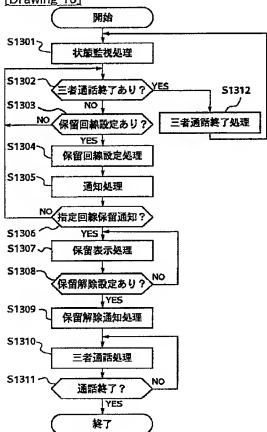 [Drawing 13]
開始
S1301
状態監視処理
S1302
三者通話終了あり？
YES
S1312
三者通話終了処理
NO
S1303
保留回線設定あり？
NO
YES
S1304
保留回線設定処理
S1305
通知処理
S1306
指定回線保留通知？
NO
YES
S1307
保留表示処理
S1308
保留解除設定あり？
NO
YES
S1309
保留解除通知処理
S1310
三者通話処理
S1311
通話終了？
NO
YES
終了